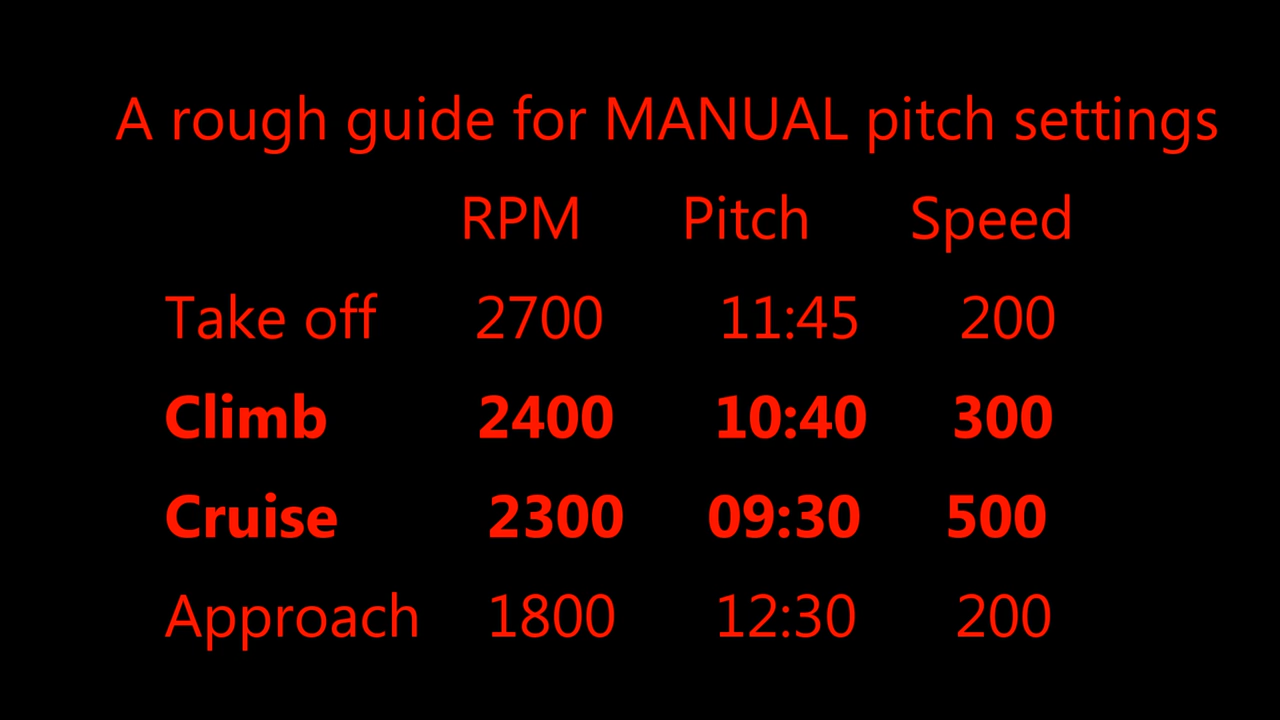 A rough guide for MANUAL pitch settings
RPM Pitch Speed
Take off 2700 11:45 200
Climb 2400 10:40 300
Cruise 2300 09:30 500
Approach 1800 12:30 200